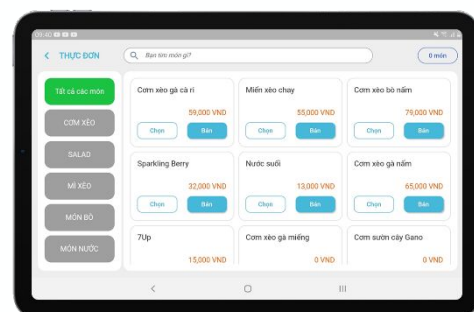 09:40
THỰC ĐƠN
Bạn tìm món gì?
0 món
Tất cả các món
CƠM XÈO
SALAD
MÌ XÈO
MÓN BÒ
MÓN NƯỚC
Cơm xèo gà cà ri
59,000 VND
Chọn
Bán
Miến xèo chay
55,000 VND
Chọn
Bán
Cơm xèo bò nấm
79,000 VND
Chọn
Bán
Sparkling Berry
32,000 VND
Chọn
Bán
Nước suối
13,000 VND
Chọn
Bán
Cơm xèo gà nấm
65,000 VND
Chọn
Bán
7Up
15,000 VND
Cơm xèo gà miếng
0 VND
Cơm sườn cây Gano
0 VND